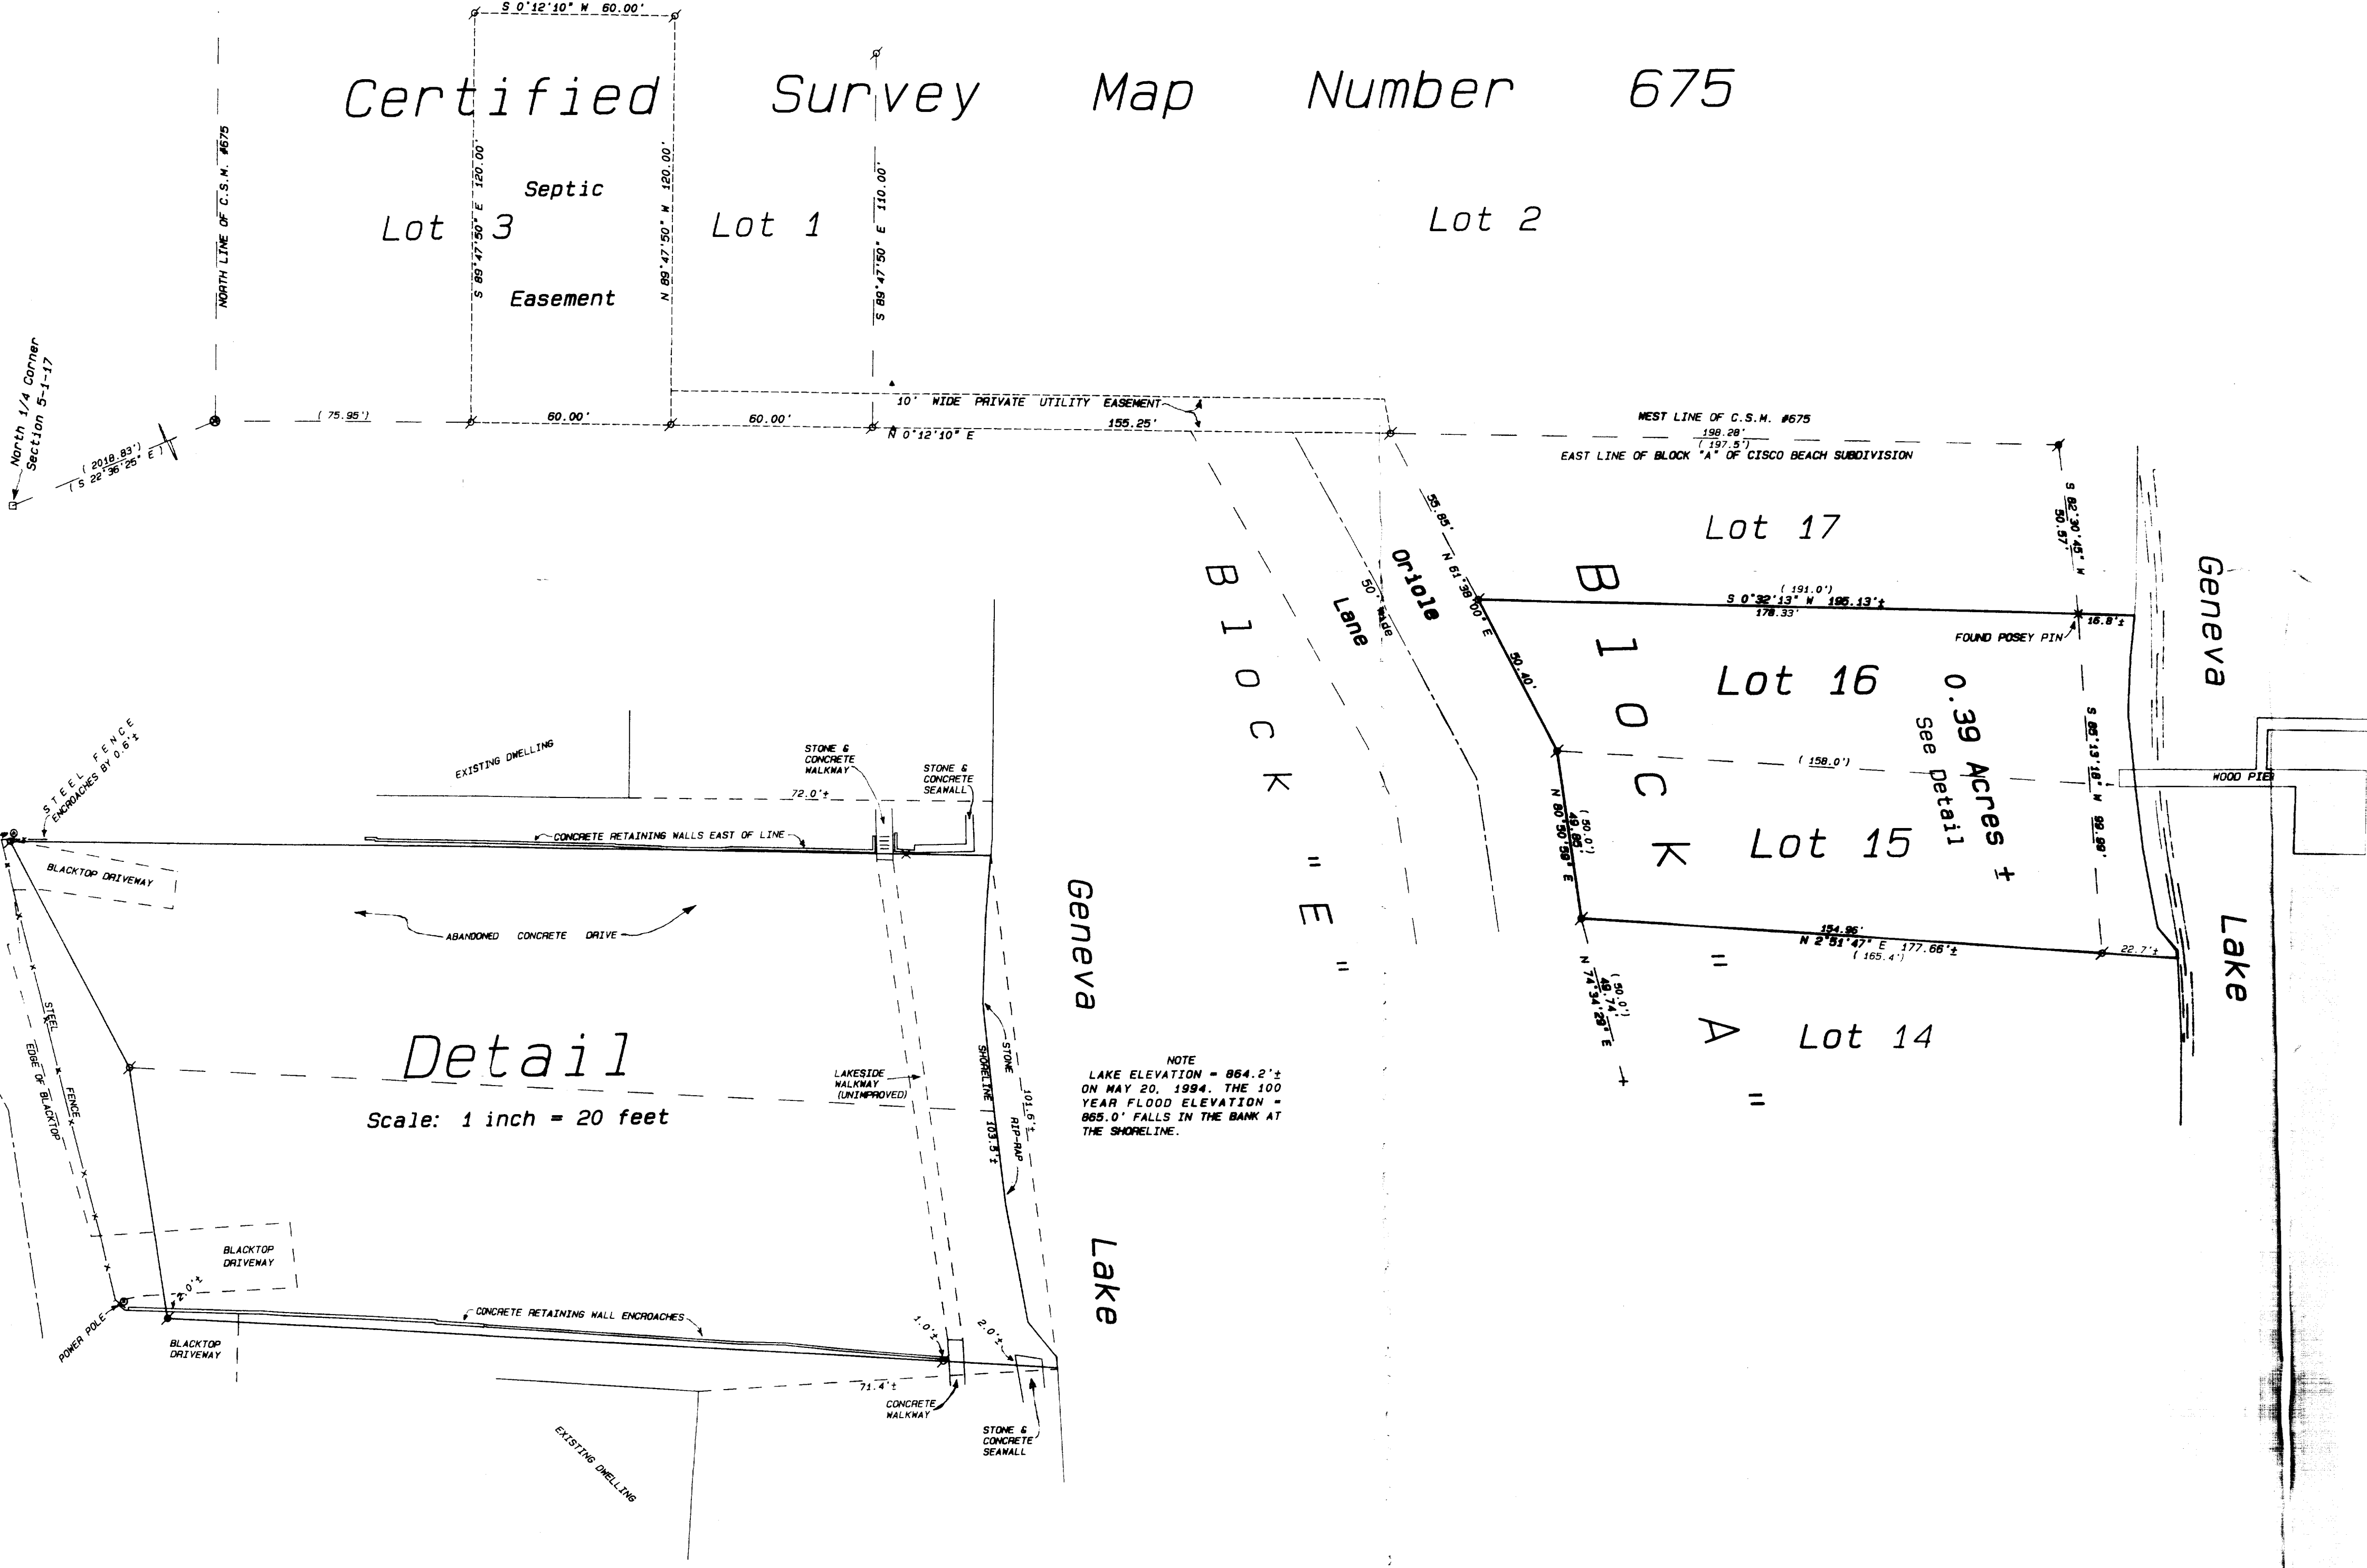 S 0°12'10" W 60.00'
Certified Survey Map Number 675
NORTH LINE OF C.S.M. #675
S 89°47'50" E 120.00'
Septic
Easement
N 89°47'50" W 120.00'
S 89°47'50" E 110.00'
Lot 3
Lot 1
Lot 2
North 1/4 Corner
Section 5-1-17
( 2018.83')
( S 22°36'25" E )
( 75.95')
60.00'
60.00'
10' WIDE PRIVATE UTILITY EASEMENT
155.25'
N 0°12'10" E
WEST LINE OF C.S.M. #675
198.28'
( 197.5')
EAST LINE OF BLOCK "A" OF CISCO BEACH SUBDIVISION
55.85' N 61°38'00" E
50.40'
Oriole
Lane
50' Wide
Block "E"
Block "A"
Lot 17
S 82°30'45" W
50.57'
( 191.0')
S 0°32'13" W 195.13'±
178.33'
16.8'±
FOUND POSEY PIN
Lot 16
0.39 Acres ±
See Detail
( 158.0')
S 85°13'18" W 99.99'
WOOD PIER
( 50.0')
49.85'
N 80°50'59" E
Lot 15
154.96'
N 2°51'47" E 177.66'±
( 165.4')
22.7'±
( 50.0')
49.74'
N 74°34'29" E
Lot 14
Geneva
Lake
STEEL FENCE
ENCROACHES BY 0.6'±
EXISTING DWELLING
72.0'±
STONE &
CONCRETE
WALKWAY
STONE &
CONCRETE
SEAWALL
CONCRETE RETAINING WALLS EAST OF LINE
BLACKTOP DRIVEWAY
ABANDONED CONCRETE DRIVE
STEEL FENCE
EDGE OF BLACKTOP
Detail
Scale: 1 inch = 20 feet
LAKESIDE
WALKWAY
(UNIMPROVED)
SHORELINE 103.5'±
STONE RIP-RAP
101.6'±
Geneva
Lake
NOTE
LAKE ELEVATION = 864.2'±
ON MAY 20, 1994. THE 100
YEAR FLOOD ELEVATION =
865.0' FALLS IN THE BANK AT
THE SHORELINE.
BLACKTOP
DRIVEWAY
2.0'±
POWER POLE
BLACKTOP
DRIVEWAY
CONCRETE RETAINING WALL ENCROACHES
1.0'±
2.0'±
71.4'±
CONCRETE
WALKWAY
STONE &
CONCRETE
SEAWALL
EXISTING DWELLING